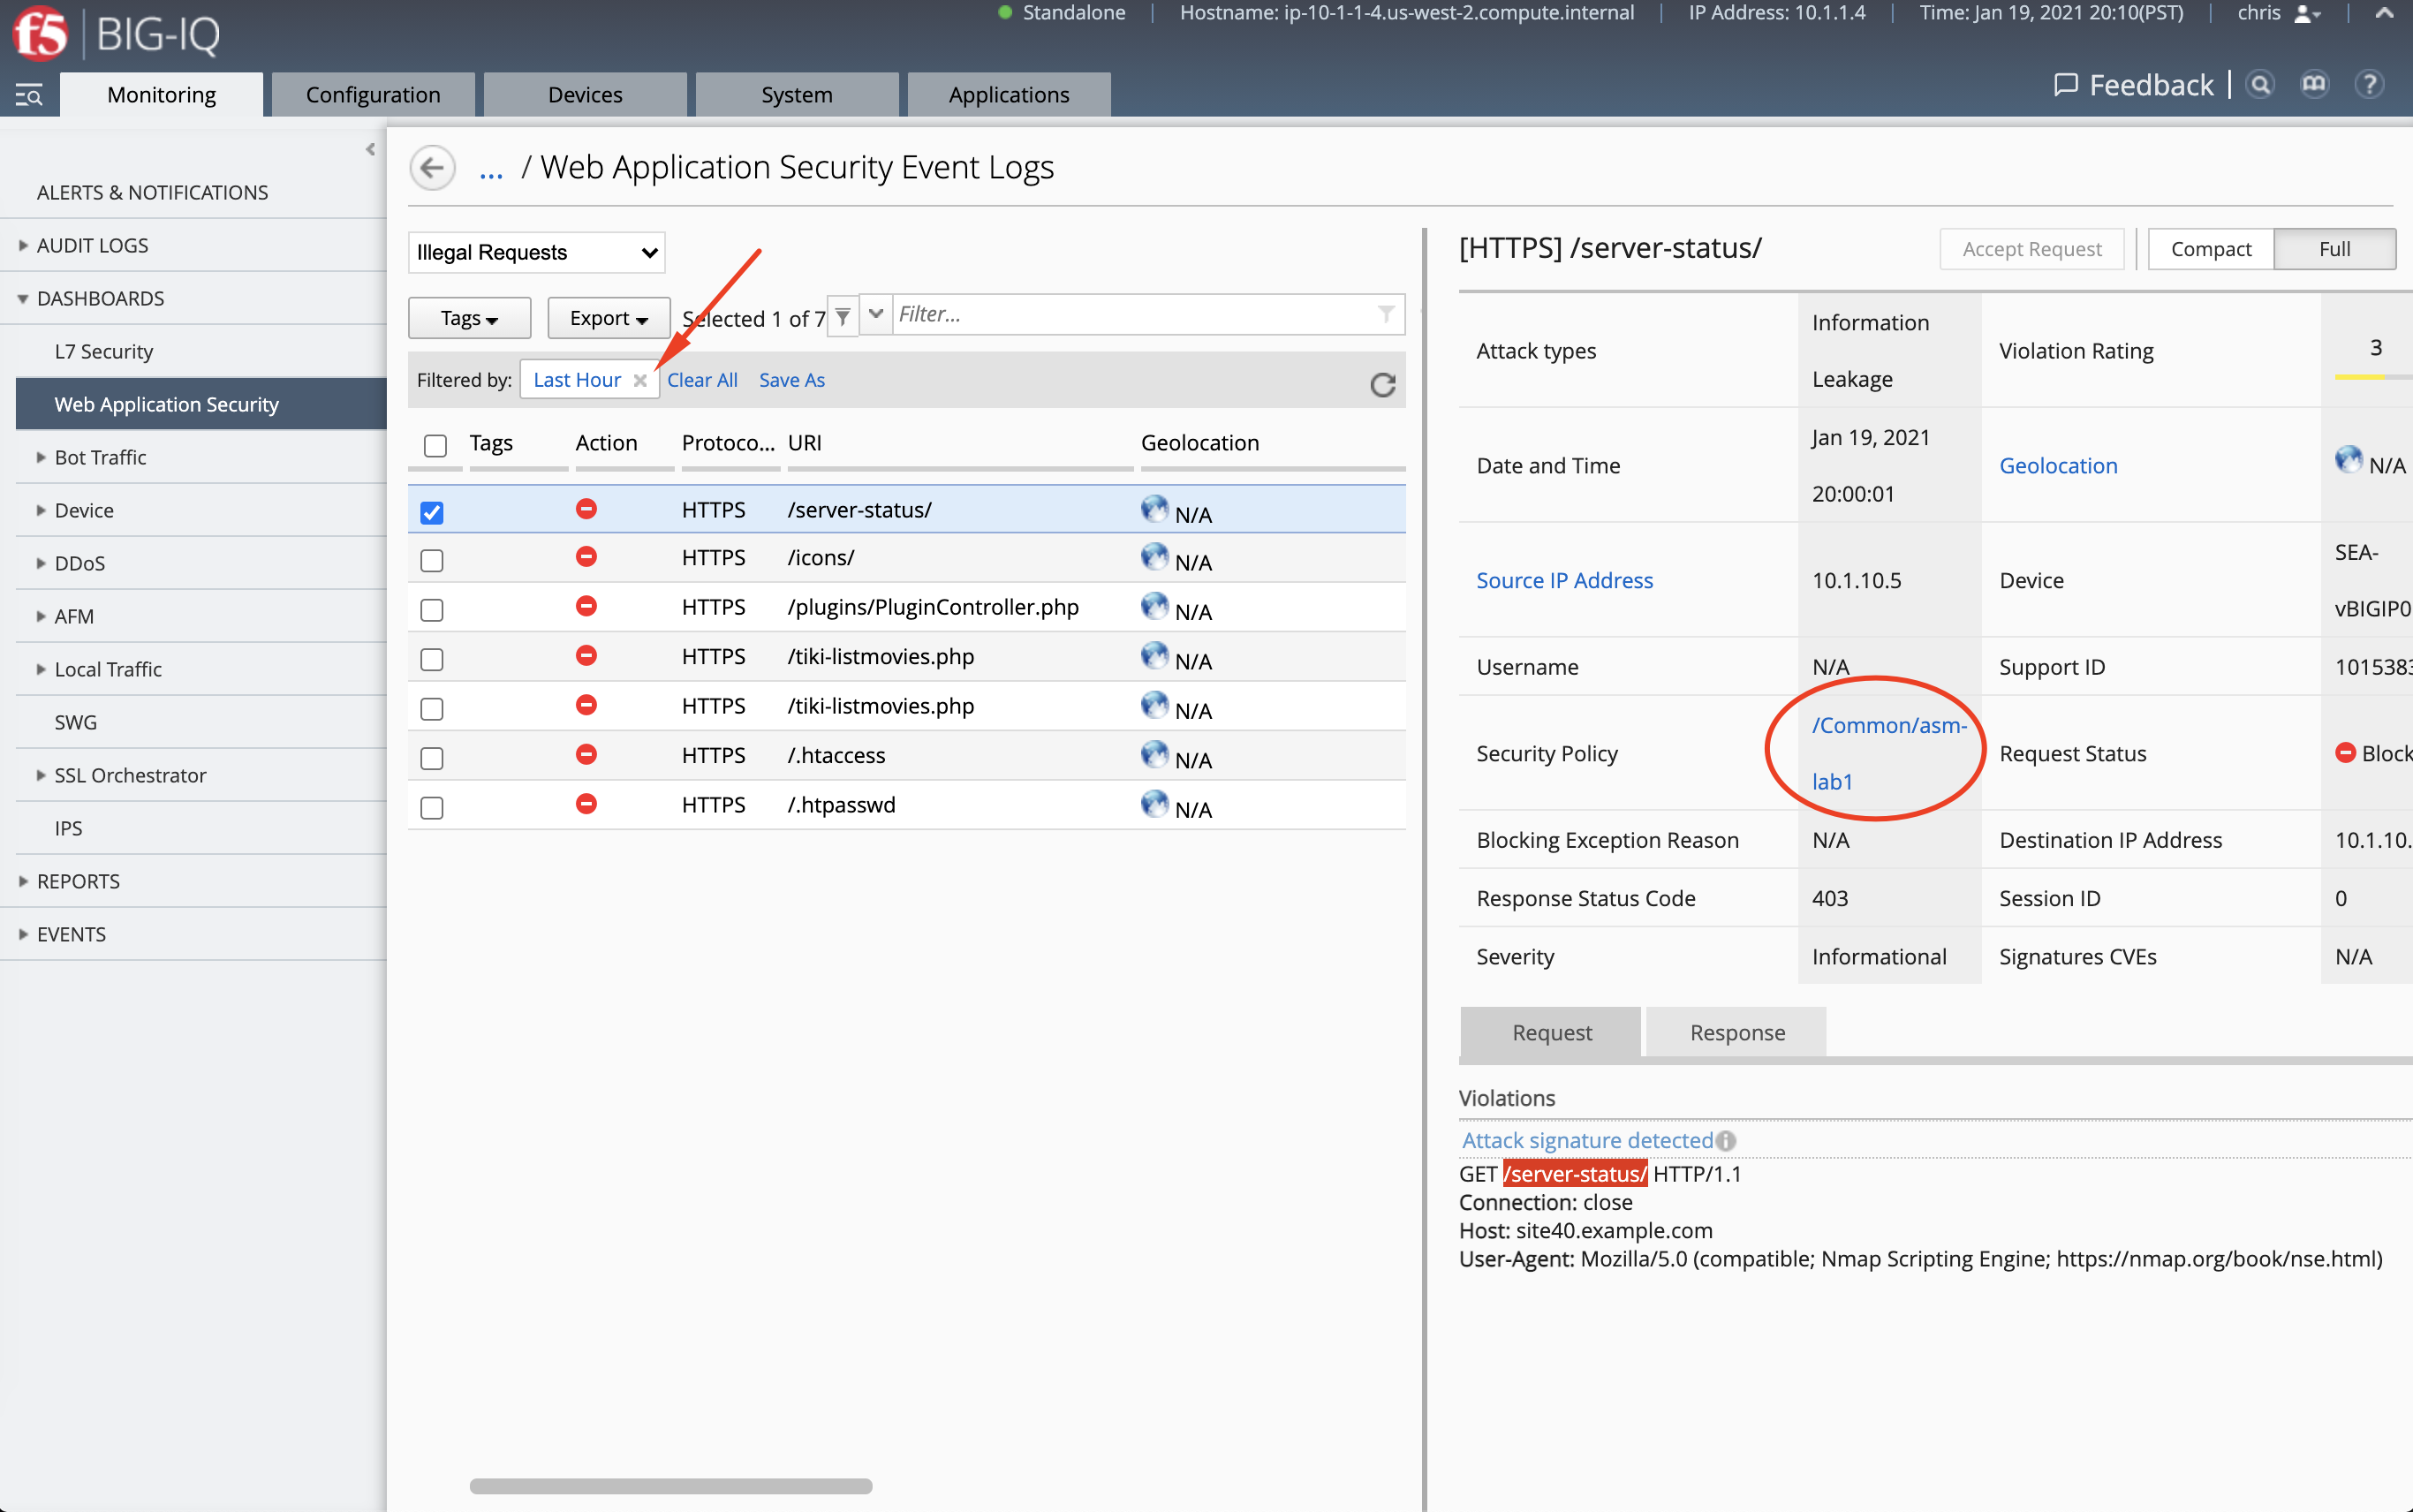 f5 BIG-IQ
Standalone | Hostname: ip-10-1-1-4.us-west-2.compute.internal | IP Address: 10.1.1.4 | Time: Jan 19, 2021 20:10(PST) | chris
Monitoring Configuration Devices System Applications
Feedback | ?
ALERTS & NOTIFICATIONS
AUDIT LOGS
DASHBOARDS
L7 Security
Web Application Security
Bot Traffic
Device
DDoS
AFM
Local Traffic
SWG
SSL Orchestrator
IPS
REPORTS
EVENTS
... / Web Application Security Event Logs
Illegal Requests
Tags Export Selected 1 of 7 Filter...
Filtered by: Last Hour Clear All Save As
Tags Action Protoco... URI Geolocation
HTTPS /server-status/ N/A
HTTPS /icons/ N/A
HTTPS /plugins/PluginController.php N/A
HTTPS /tiki-listmovies.php N/A
HTTPS /tiki-listmovies.php N/A
HTTPS /.htaccess N/A
HTTPS /.htpasswd N/A
[HTTPS] /server-status/
Accept Request Compact Full
Attack types
Information
Leakage
Violation Rating
3
Date and Time
Jan 19, 2021
20:00:01
Geolocation
N/A
Source IP Address
10.1.10.5
Device
SEA-
vBIGIP0
Username
N/A
Support ID
1015383
Security Policy
/Common/asm-
lab1
Request Status
Block
Blocking Exception Reason
N/A
Destination IP Address
10.1.10.
Response Status Code
403
Session ID
0
Severity
Informational
Signatures CVEs
N/A
Request Response
Violations
Attack signature detected
GET /server-status/ HTTP/1.1
Connection: close
Host: site40.example.com
User-Agent: Mozilla/5.0 (compatible; Nmap Scripting Engine; https://nmap.org/book/nse.html)